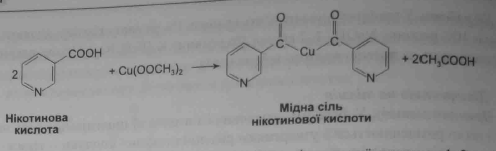 O O
COOH C C
2 + Cu(OOCH₃)₂ → Cu + 2CH₃COOH
N N N
Нікотинова
кислота
Мідна сіль
нікотинової кислоти